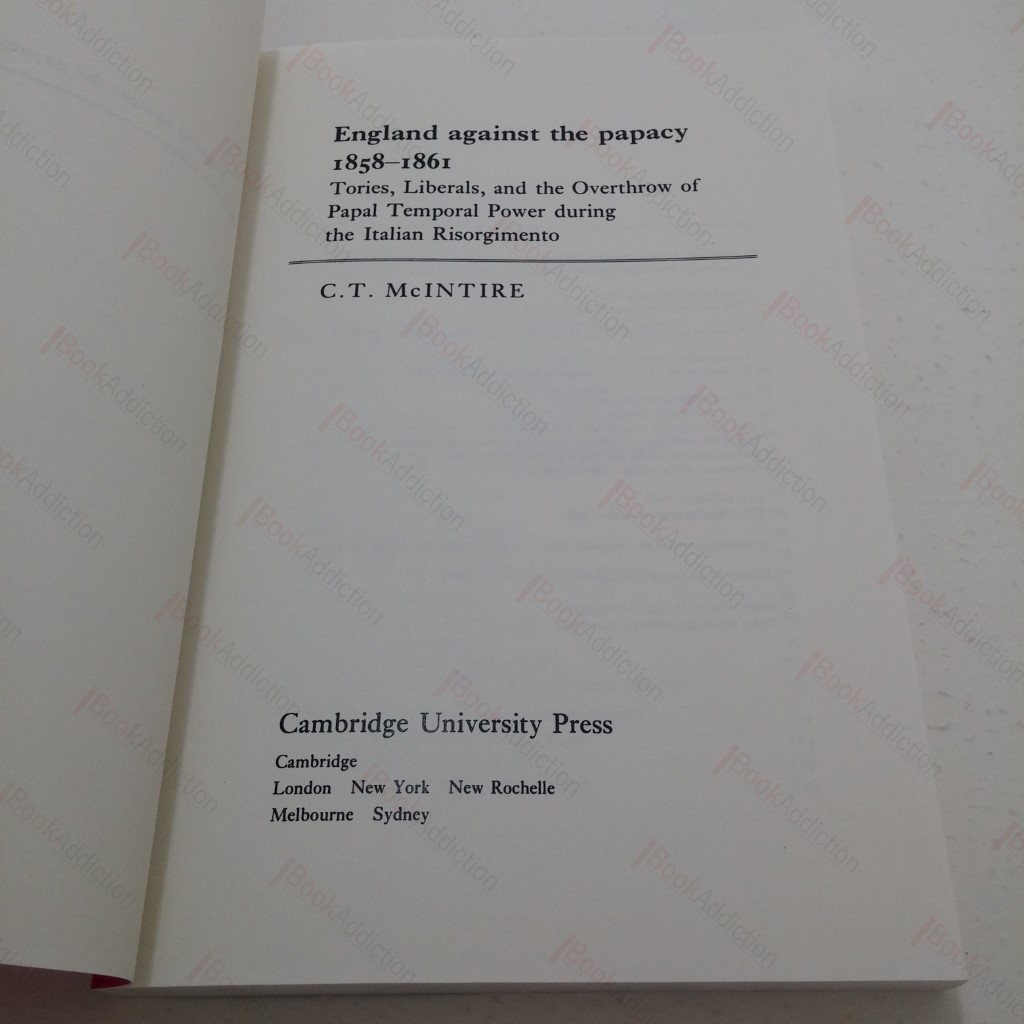 England against the papacy
1858–1861
Tories, Liberals, and the Overthrow of
Papal Temporal Power during
the Italian Risorgimento
C.T. McINTIRE
Cambridge University Press
Cambridge
London New York New Rochelle
Melbourne Sydney
BookAddiction